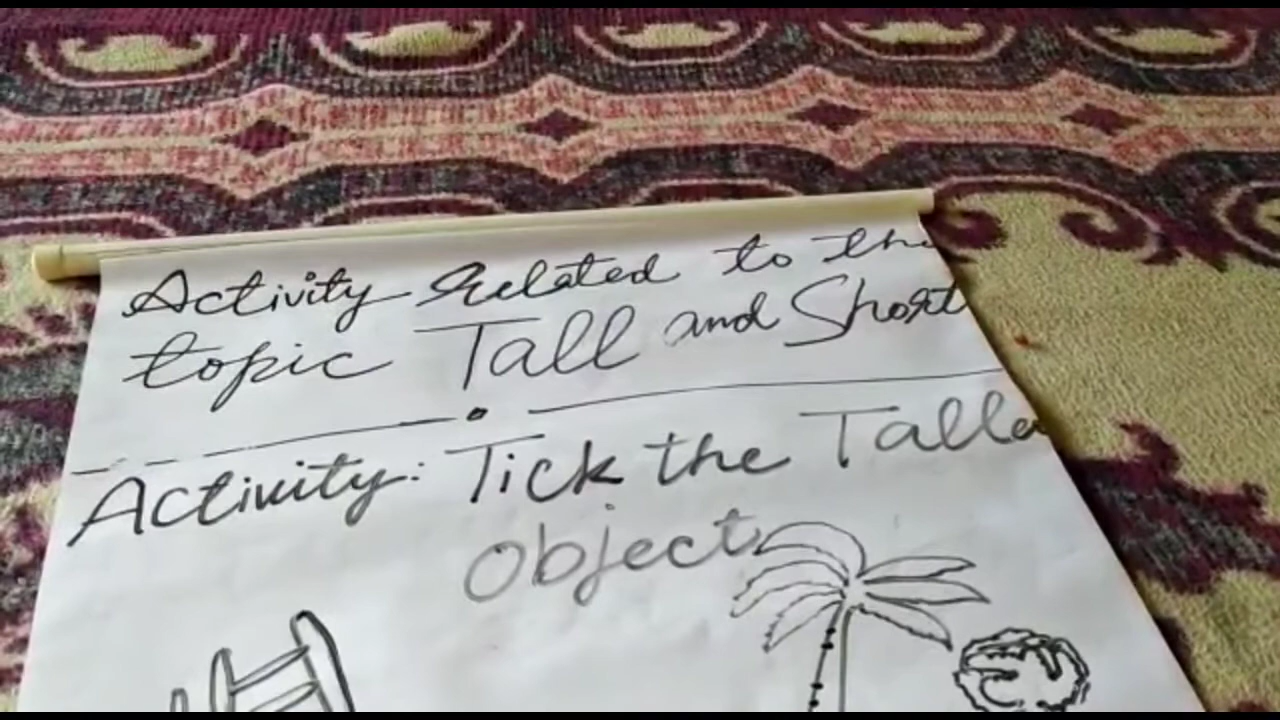 Activity Related to the
topic Tall and Short
Activity: Tick the Talle
Object